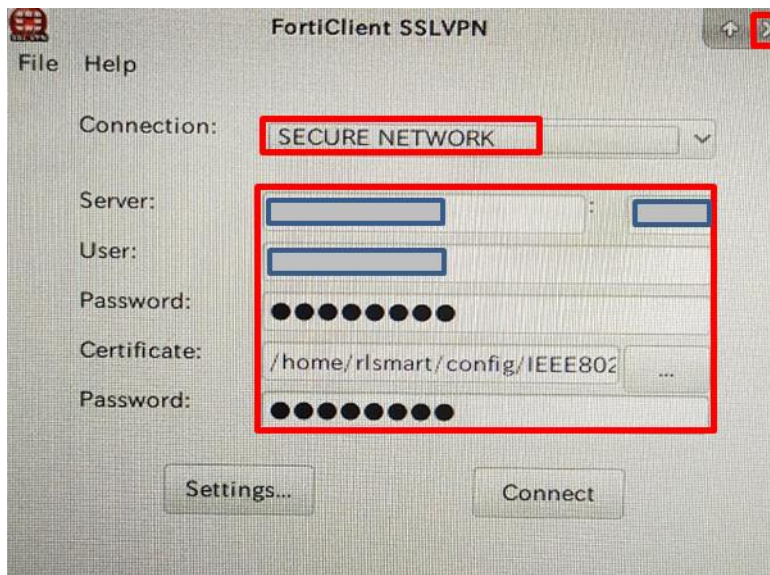 FortiClient SSLVPN
File Help
Connection: SECURE NETWORK
Server: :
User:
Password: ●●●●●●●●
Certificate: /home/rlsmart/config/IEEE802 ...
Password: ●●●●●●●●
Settings... Connect